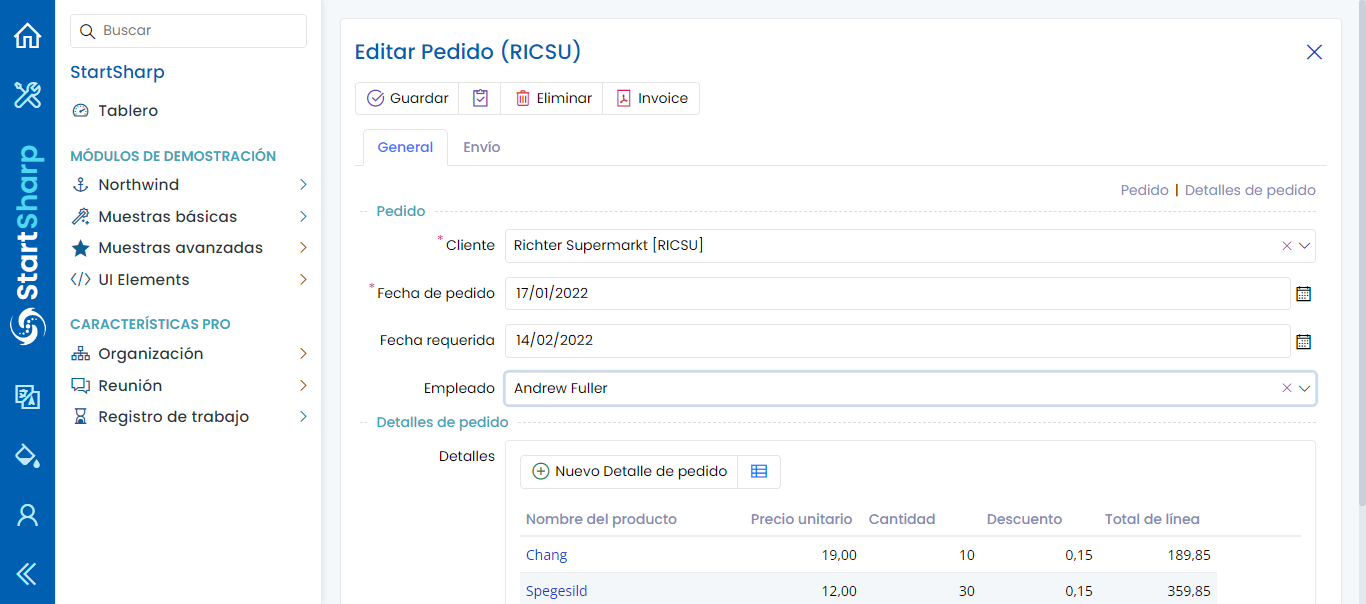 StartSharp
Buscar
StartSharp
Tablero
MÓDULOS DE DEMOSTRACIÓN
Northwind
Muestras básicas
Muestras avanzadas
UI Elements
CARACTERÍSTICAS PRO
Organización
Reunión
Registro de trabajo
Editar Pedido (RICSU)
Guardar Eliminar Invoice
General Envío
Pedido | Detalles de pedido
Pedido
* Cliente Richter Supermarkt [RICSU]
* Fecha de pedido 17/01/2022
Fecha requerida 14/02/2022
Empleado Andrew Fuller
Detalles de pedido
Detalles
Nuevo Detalle de pedido
Nombre del producto Precio unitario Cantidad Descuento Total de línea
Chang 19,00 10 0,15 189,85
Spegesild 12,00 30 0,15 359,85